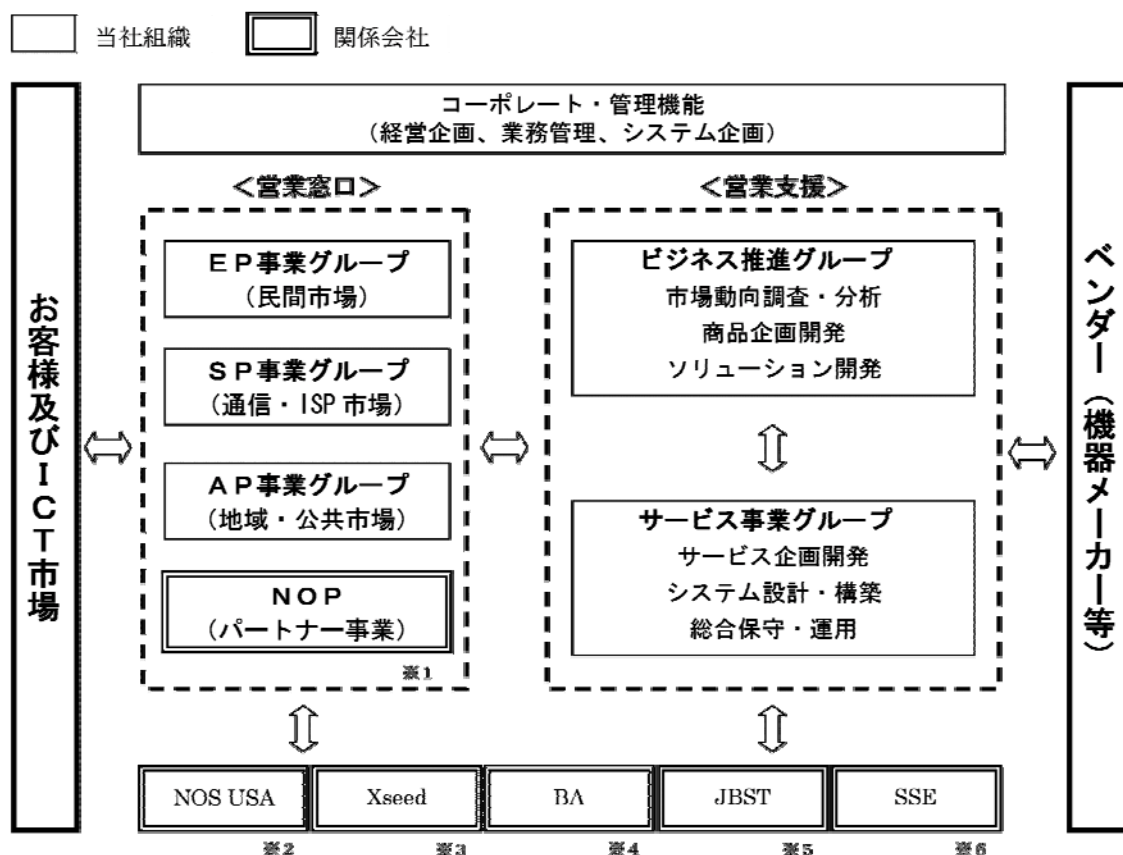 当社組織
関係会社
お客様及びICT市場
コーポレート・管理機能
(経営企画、業務管理、システム企画)
＜営業窓口＞
EP事業グループ
(民間市場)
SP事業グループ
(通信・ISP市場)
AP事業グループ
(地域・公共市場)
NOP
(パートナー事業)
※1
＜営業支援＞
ビジネス推進グループ
市場動向調査・分析
商品企画開発
ソリューション開発
サービス事業グループ
サービス企画開発
システム設計・構築
総合保守・運用
ベンダー(機器メーカー等)
NOS USA
Xseed
BA
JBST
SSE
※2
※3
※4
※5
※6